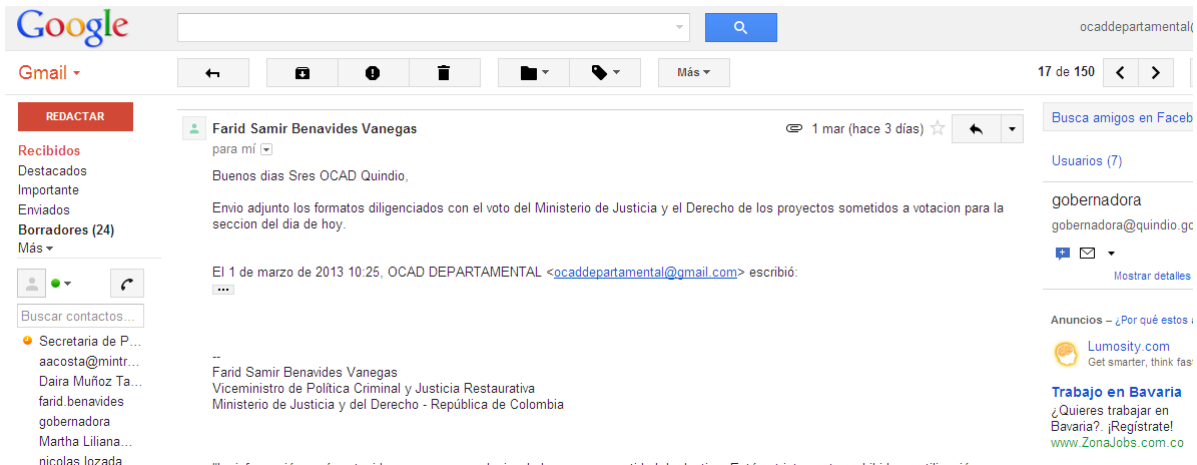 Google
ocaddepartamental(
Gmail
Más
17 de 150
REDACTAR
Recibidos
Destacados
Importante
Enviados
Borradores (24)
Más
Buscar contactos...
Secretaria de P...
aacosta@mintr...
Daira Muñoz Ta...
farid.benavides
gobernadora
Martha Liliana...
nicolas lozada
Farid Samir Benavides Vanegas
1 mar (hace 3 días)
para mí
Buenos dias Sres OCAD Quindio,
Envio adjunto los formatos diligenciados con el voto del Ministerio de Justicia y el Derecho de los proyectos sometidos a votacion para la
seccion del dia de hoy.
El 1 de marzo de 2013 10:25, OCAD DEPARTAMENTAL <ocaddepartamental@gmail.com> escribió:
--
Farid Samir Benavides Vanegas
Viceministro de Política Criminal y Justicia Restaurativa
Ministerio de Justicia y del Derecho - República de Colombia
Busca amigos en Faceb
Usuarios (7)
gobernadora
gobernadora@quindio.go
Mostrar detalles
Anuncios – ¿Por qué estos a
Lumosity.com
Get smarter, think fas
Trabajo en Bavaria
¿Quieres trabajar en
Bavaria?. ¡Regístrate!
www.ZonaJobs.com.co